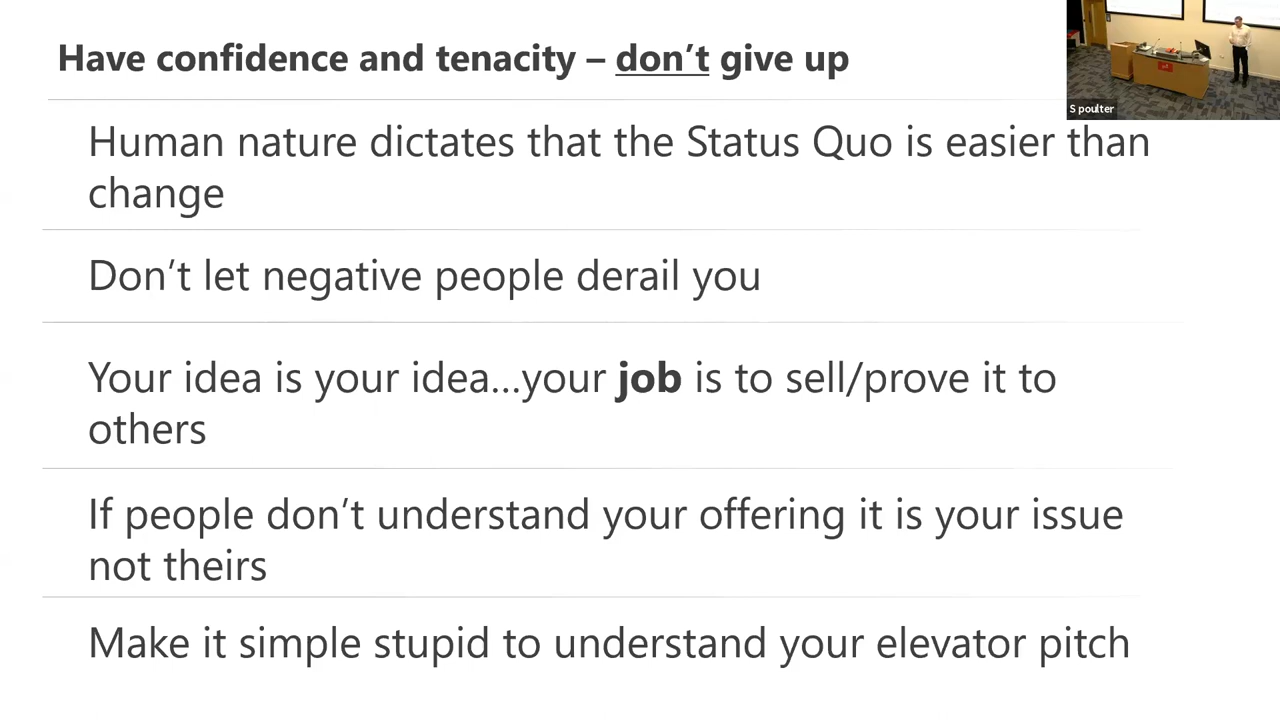 Have confidence and tenacity – don't give up
S poulter
Human nature dictates that the Status Quo is easier than
change
Don't let negative people derail you
Your idea is your idea...your job is to sell/prove it to
others
If people don't understand your offering it is your issue
not theirs
Make it simple stupid to understand your elevator pitch